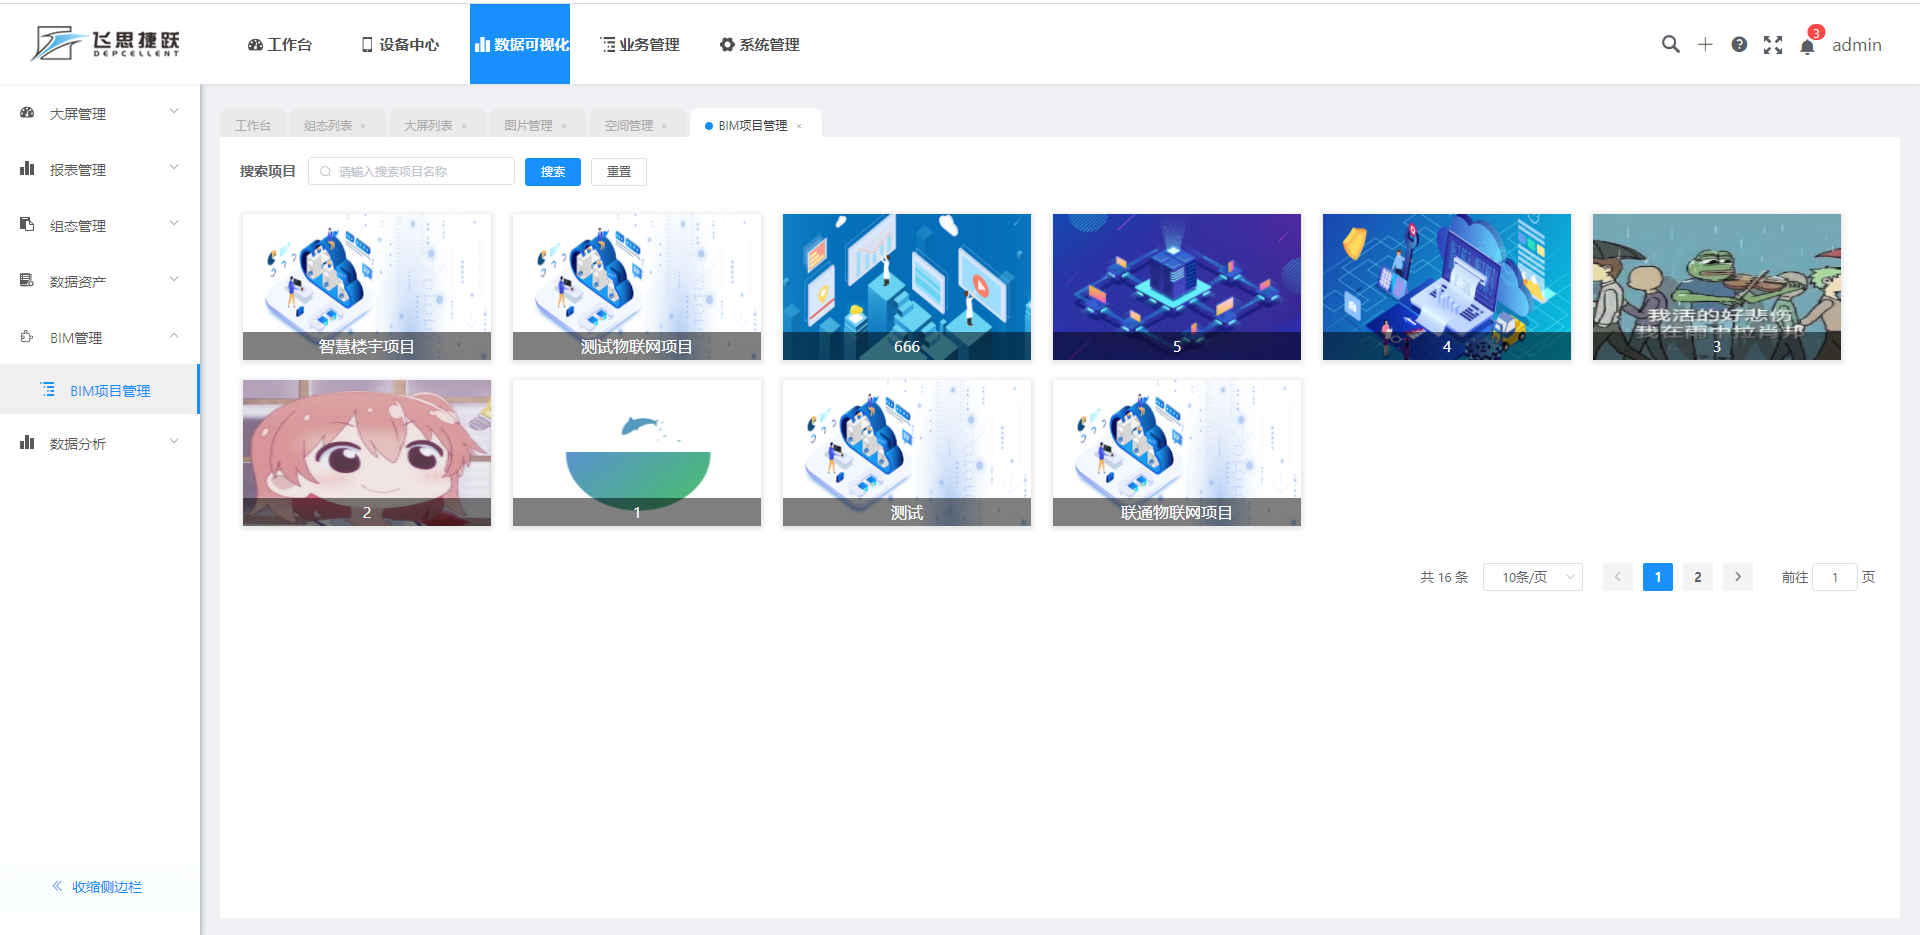 飞思捷跃
DEPCELLENT
工作台
设备中心
数据可视化
业务管理
系统管理
3
admin
大屏管理
报表管理
组态管理
数据资产
BIM管理
BIM项目管理
数据分析
收缩侧边栏
工作台
组态列表 ×
大屏列表 ×
图片管理 ×
空间管理 ×
BIM项目管理 ×
搜索项目
请输入搜索项目名称
搜索
重置
智慧楼宇项目
测试物联网项目
666
5
4
我活的好悲伤
我在雨中拉肖邦
3
2
1
测试
联通物联网项目
共 16 条
10条/页
1
2
前往 1 页